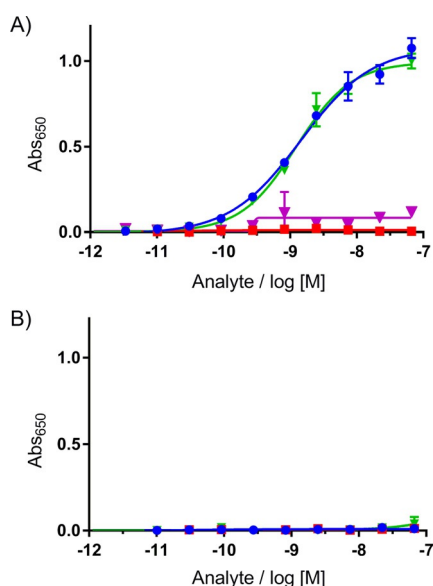 A)
1.0
0.5
0.0
Abs650
-12 -11 -10 -9 -8 -7
Analyte / log [M]
B)
1.0
0.5
0.0
Abs650
-12 -11 -10 -9 -8 -7
Analyte / log [M]